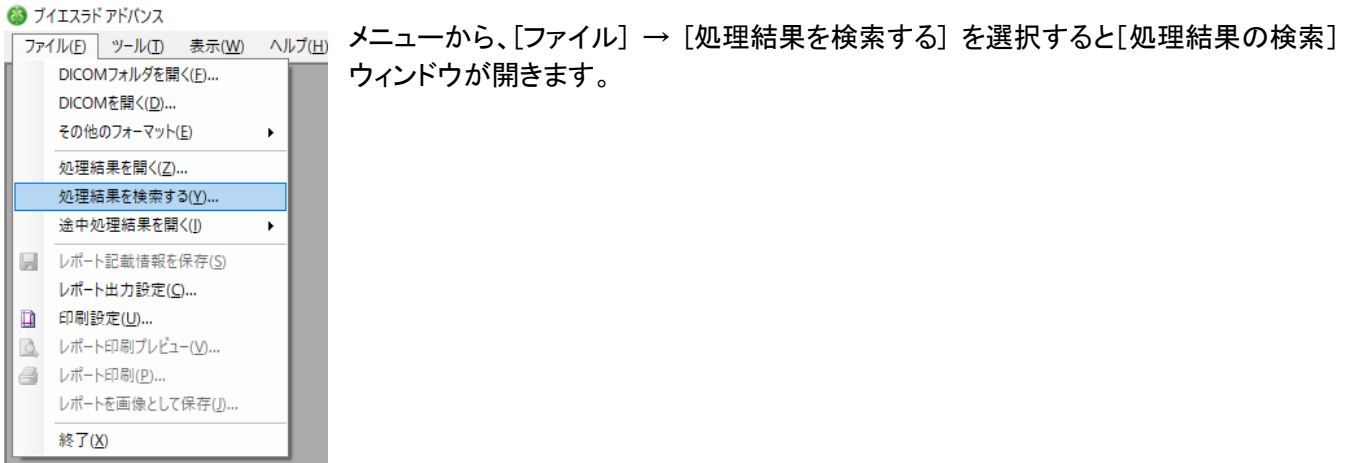 ブイエスラド アドバンス
ファイル(F) ツール(T) 表示(W) ヘルプ(H)
DICOMフォルダを開く(F)...
DICOMを開く(D)...
その他のフォーマット(E)
処理結果を開く(Z)...
処理結果を検索する(Y)...
途中処理結果を開く(I)
レポート記載情報を保存(S)
レポート出力設定(C)...
印刷設定(U)...
レポート印刷プレビュー(V)...
レポート印刷(P)...
レポートを画像として保存(J)...
終了(X)
メニューから、[ファイル] → [処理結果を検索する] を選択すると[処理結果の検索]
ウィンドウが開きます。